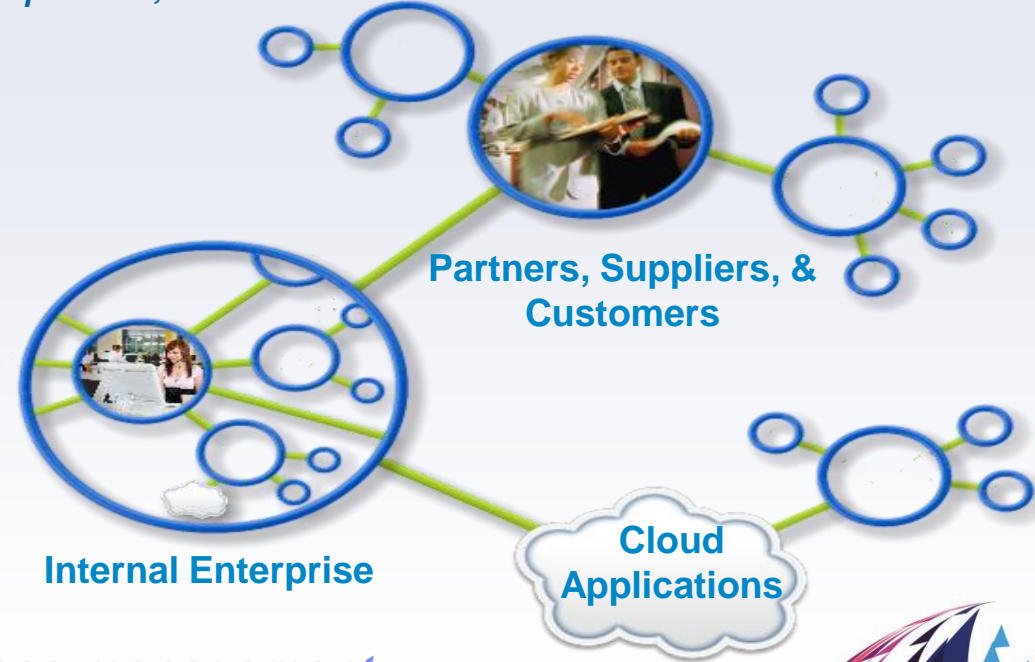 Partners, Suppliers, &
Customers
Internal Enterprise
Cloud
Applications